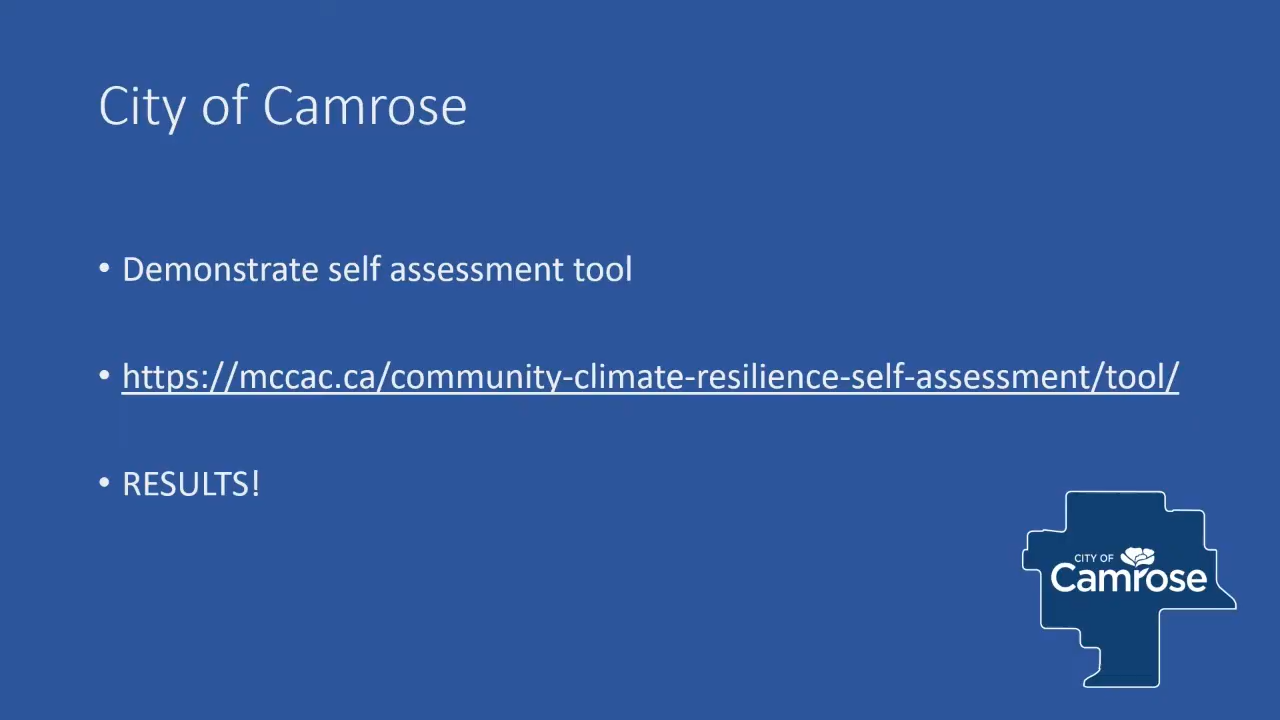 City of Camrose
• Demonstrate self assessment tool
• https://mccac.ca/community-climate-resilience-self-assessment/tool/
• RESULTS!
CITY OF
Camrose